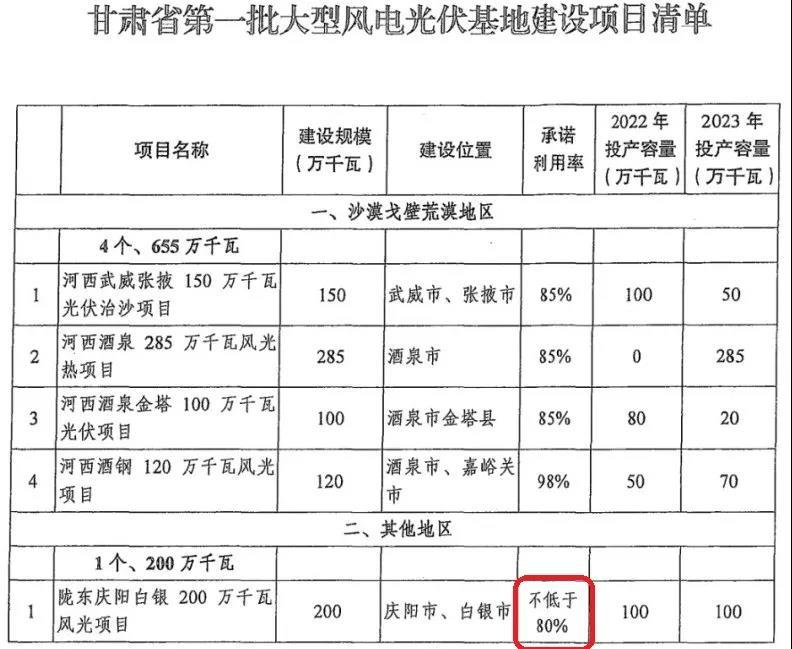 甘肃省第一批大型风电光伏基地建设项目清单
项目名称 建设规模（万千瓦） 建设位置 承诺利用率 2022年投产容量（万千瓦） 2023年投产容量（万千瓦）
一、沙漠戈壁荒漠地区
4个、655万千瓦
1 河西武威张掖 150 万千瓦光伏治沙项目 150 武威市、张掖市 85% 100 50
2 河西酒泉 285 万千瓦风光热项目 285 酒泉市 85% 0 285
3 河西酒泉金塔 100 万千瓦光伏项目 100 酒泉市金塔县 85% 80 20
4 河西酒钢 120 万千瓦风光项目 120 酒泉市、嘉峪关市 98% 50 70
二、其他地区
1个、200万千瓦
1 陇东庆阳白银 200 万千瓦风光项目 200 庆阳市、白银市 不低于80% 100 100